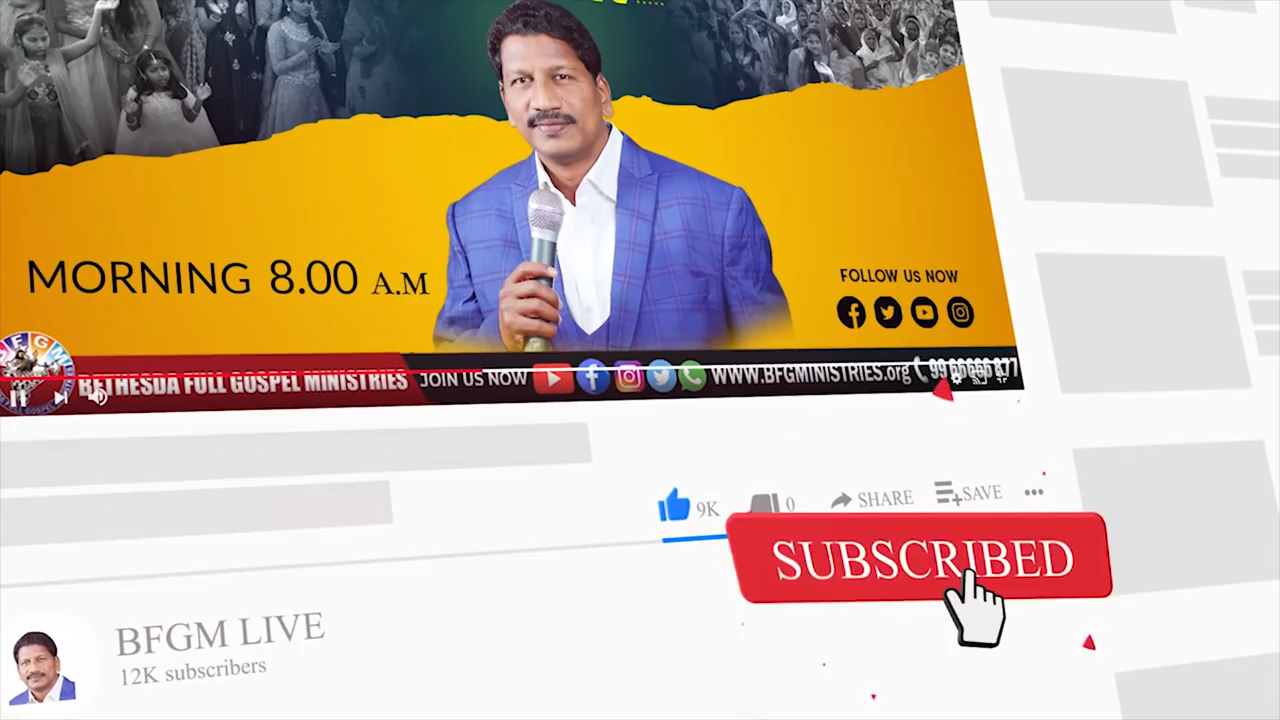 MORNING 8.00 A.M
FOLLOW US NOW
BFGM
BETHESDA FULL GOSPEL MINISTRIES
JOIN US NOW
WWW.BFGMINISTRIES.org
9K
0
SHARE
SAVE
SUBSCRIBED
BFGM LIVE
12K subscribers